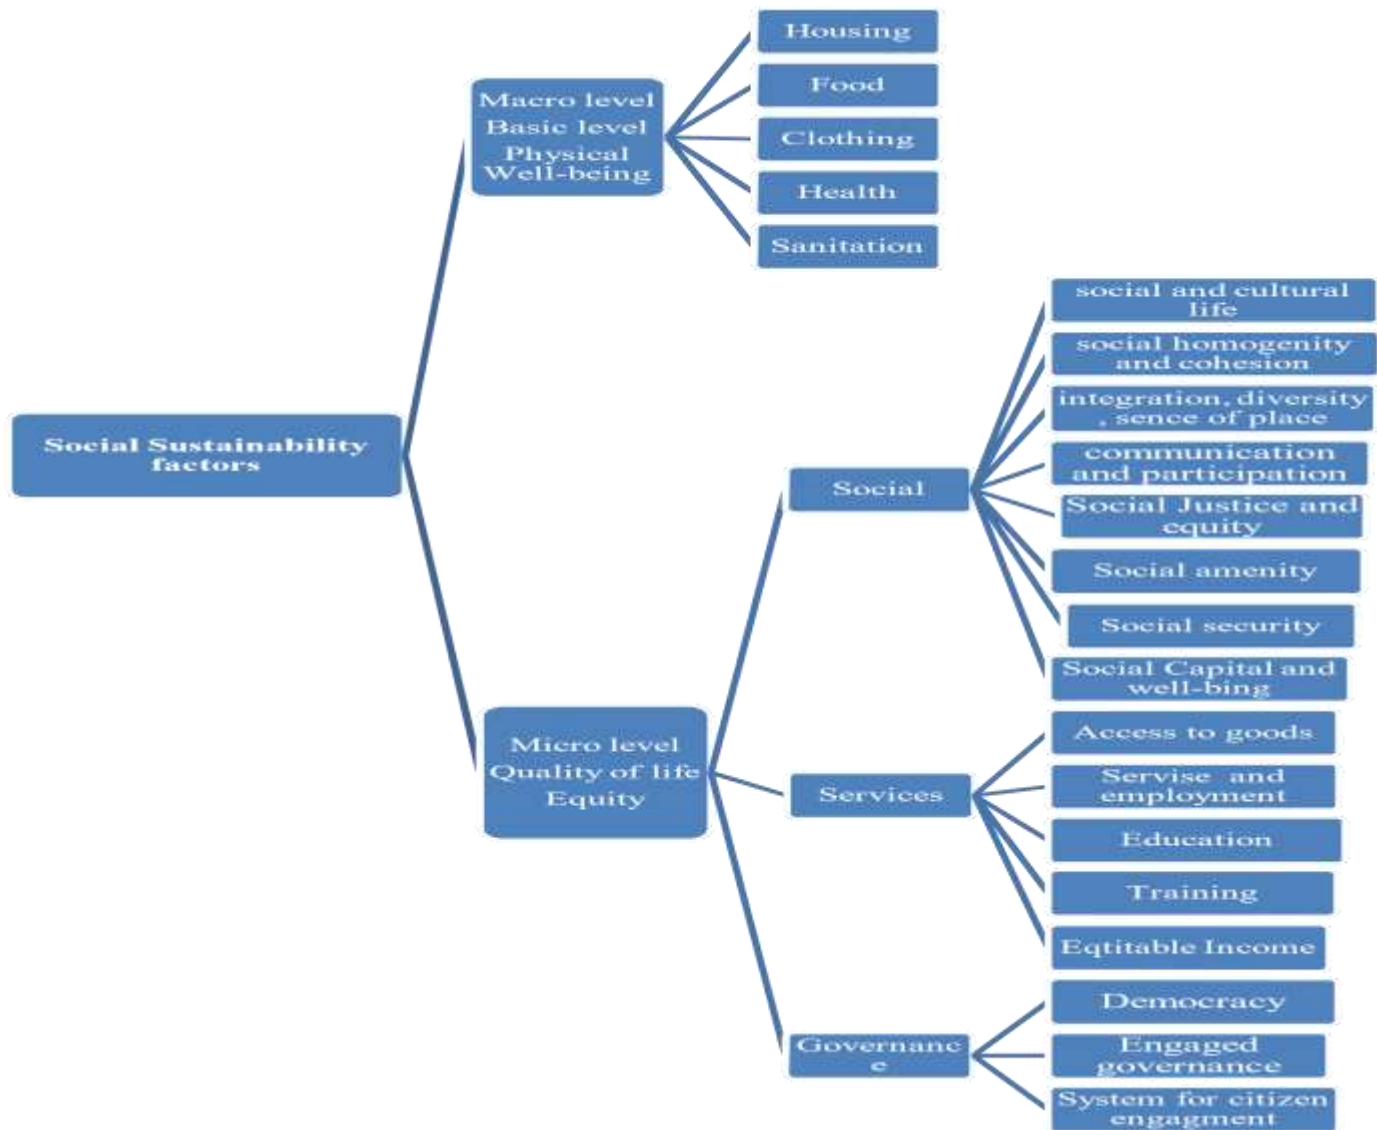 Housing
Food
Clothing
Health
Sanitation
Macro level
Basic level
Physical
Well-being
Social Sustainability
factors
Micro level
Quality of life
Equity
Social
social and cultural
life
social homogenity
and cohesion
integration, diversity
, sence of place
communication
and participation
Social Justice and
equity
Social amenity
Social security
Social Capital and
well-bing
Services
Access to goods
Servise and
employment
Education
Training
Eqtitable Income
Governanc
e
Democracy
Engaged
governance
System for citizen
engagment